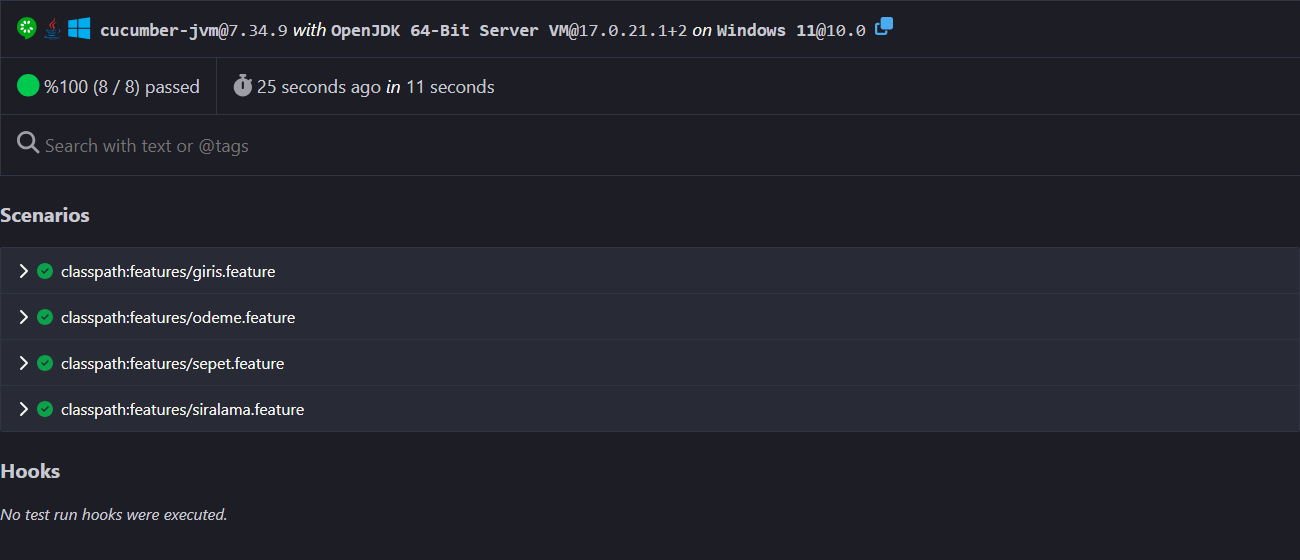 cucumber-jvm@7.34.9 with OpenJDK 64-Bit Server VM@17.0.21.1+2 on Windows 11@10.0
%100 (8 / 8) passed
25 seconds ago in 11 seconds
Search with text or @tags
Scenarios
classpath:features/giris.feature
classpath:features/odeme.feature
classpath:features/sepet.feature
classpath:features/siralama.feature
Hooks
No test run hooks were executed.